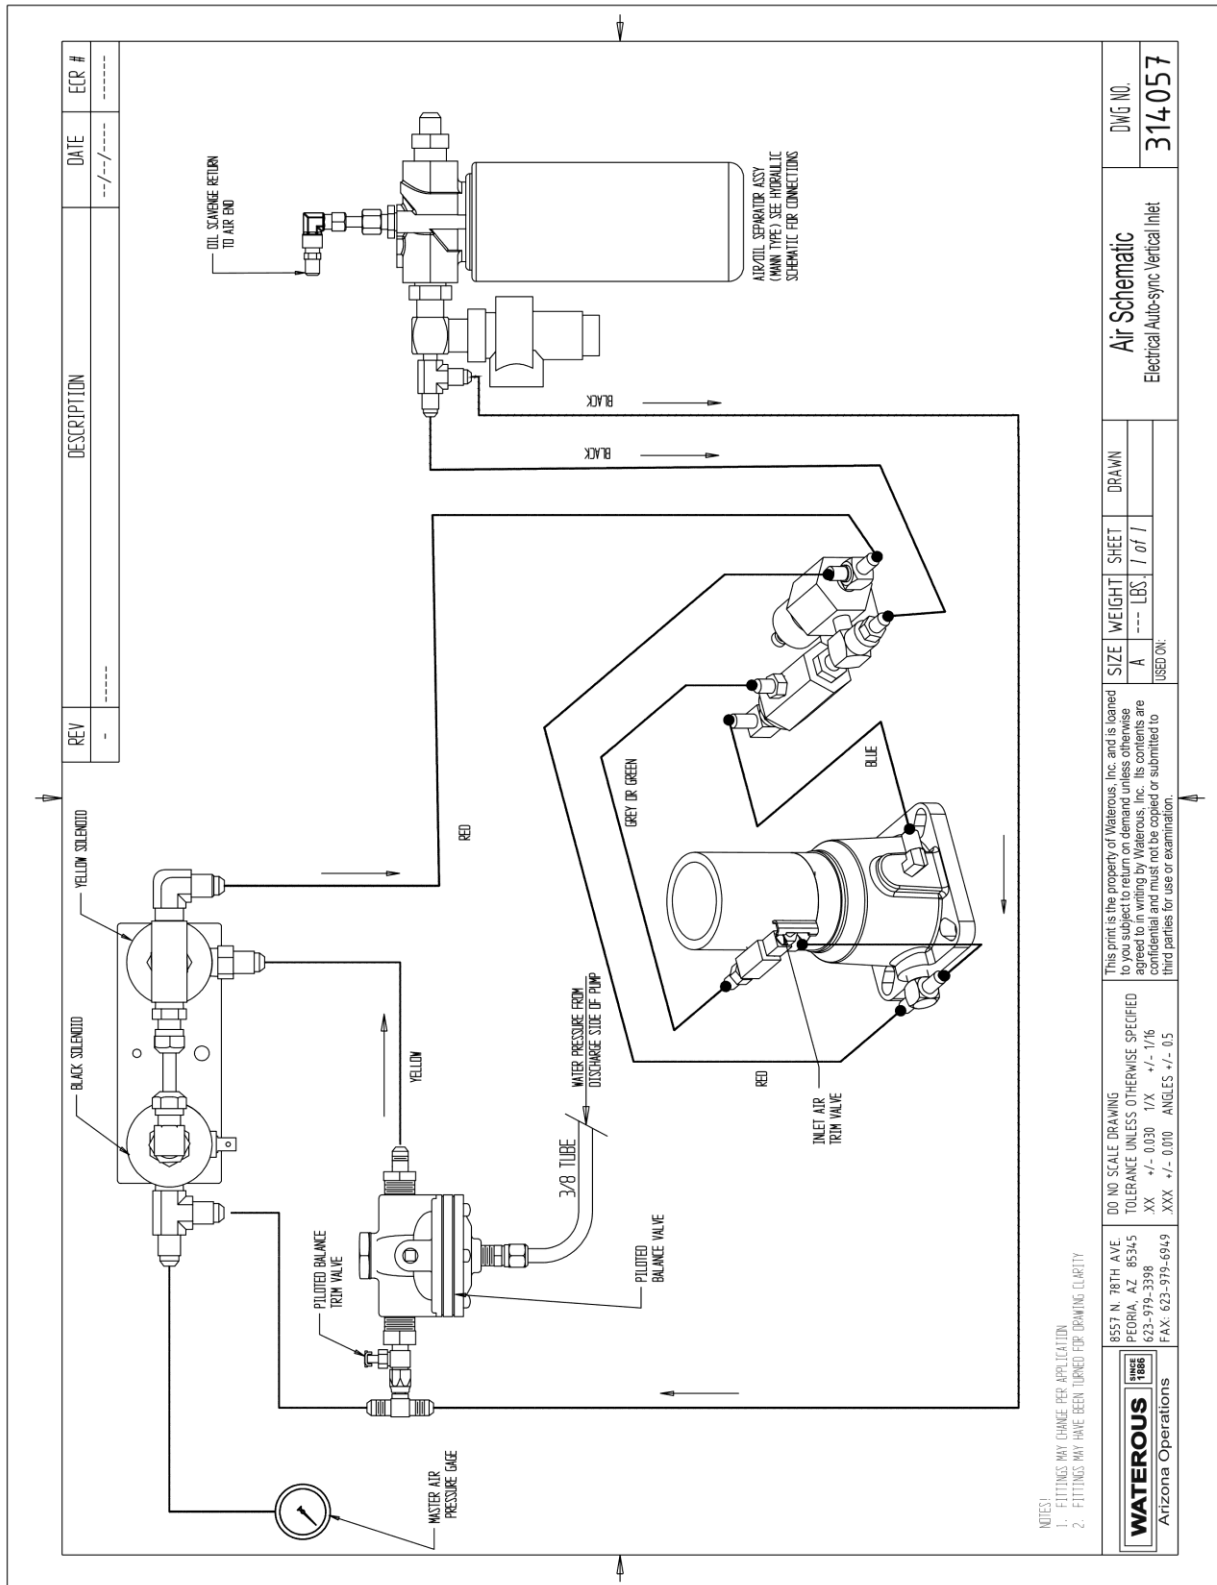 REV
DESCRIPTION
DATE
ECR #
-
-----
--/--/----
------
BLACK SOLENOID
YELLOW SOLENOID
RED
YELLOW
MASTER AIR
PRESSURE GAGE
PILOTED BALANCE
TRIM VALVE
PILOTED
BALANCE VALVE
3/8 TUBE
WATER PRESSURE FROM
DISCHARGE SIDE OF PUMP
OIL SCAVENGE RETURN
TO AIR END
AIR/OIL SEPARATOR ASSY
(MANN TYPE) SEE HYDRAULIC
SCHEMATIC FOR CONNECTIONS
BLACK
BLACK
GREY OR GREEN
BLUE
RED
INLET AIR
TRIM VALVE
NOTES!
1. FITTINGS MAY CHANGE PER APPLICATION
2. FITTINGS MAY HAVE BEEN TURNED FOR DRAWING CLARITY
WATEROUS
SINCE
1886
Arizona Operations
8557 N. 78TH AVE.
PEORIA, AZ 85345
623-979-3398
FAX: 623-979-6949
DO NO SCALE DRAWING
TOLERANCE UNLESS OTHERWISE SPECIFIED
.XX +/- 0.030 1/X +/- 1/16
.XXX +/- 0.010 ANGLES +/- 0.5
This print is the property of Waterous, Inc. and is loaned
to you subject to return on demand unless otherwise
agreed to in writing by Waterous, Inc. Its contents are
confidential and must not be copied or submitted to
third parties for use or examination.
SIZE
A
WEIGHT
--- LBS.
SHEET
1 of 1
DRAWN
USED ON:
Air Schematic
Electrical Auto-sync Vertical Inlet
DWG NO.
314057